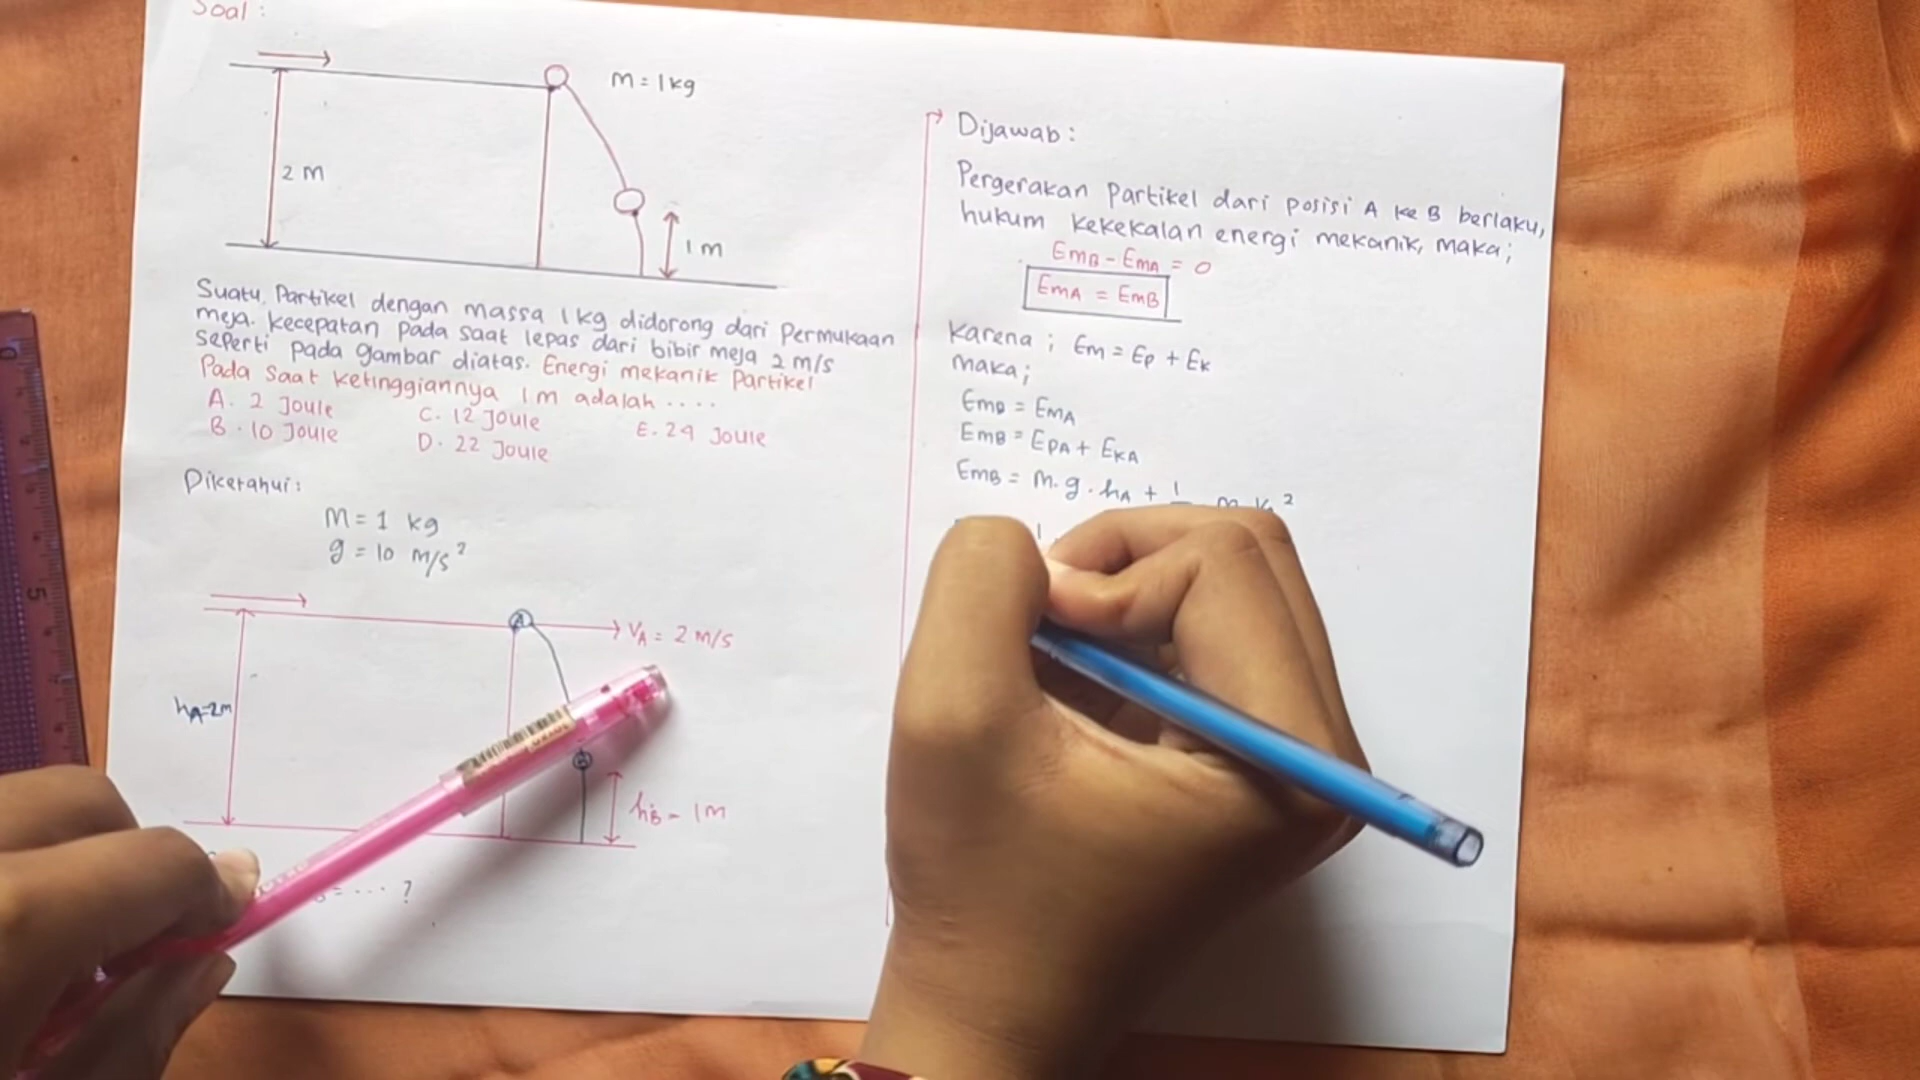 Soal :
m = 1 kg
2 m
1 m
Suatu Partikel dengan massa 1 kg didorong dari Permukaan
meja. kecepatan pada saat lepas dari bibir meja 2 m/s
seperti pada gambar diatas. Energi mekanik Partikel
Pada saat ketinggiannya 1 m adalah ....
A. 2 Joule
C. 12 Joule
E. 24 Joule
B. 10 Joule
D. 22 Joule
Diketahui :
m = 1 kg
g = 10 m/s²
A
VA = 2 m/s
hA = 2m
B
hB = 1 m
= ... ?
Dijawab :
Pergerakan Partikel dari posisi A ke B berlaku,
hukum kekekalan energi mekanik, maka;
EmB - EmA = 0
EmA = EmB
karena ; Em = Ep + Ek
maka ;
EmB = EmA
EmB = EPA + EKA
EmB = m. g . hA + 1
1
5